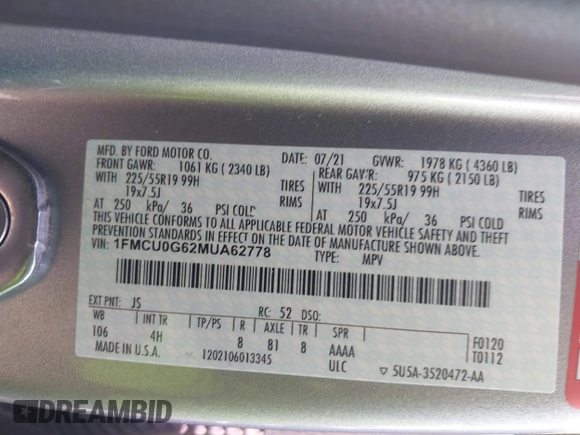 MFD. BY FORD MOTOR CO.
DATE: 07/21 GVWR: 1978 KG ( 4360 LB)
FRONT GAWR: 1061 KG ( 2340 LB) REAR GAWR: 975 KG ( 2150 LB)
WITH 225/55R19 99H TIRES WITH 225/55R19 99H TIRES
19x7.5J RIMS 19x7.5J RIMS
AT 250 kPa/ 36 PSI COLD AT 250 kPa/ 36 PSI COLD
THIS VEHICLE CONFORMS TO ALL APPLICABLE FEDERAL MOTOR VEHICLE SAFETY AND THEFT
PREVENTION STANDARDS IN EFFECT ON THE DATE OF MANUFACTURE SHOWN ABOVE.
VIN: 1FMCU0G62MUA62778
TYPE: MPV
EXT PNT: JS RC: 52 DSO:
WB INT TR TP/PS R AXLE TR SPR
106 4H 8 81 8 AAAA F0120
ULC T0112
MADE IN U.S.A. 1202106013345
▽ 5U5A-3520472-AA
DREAMBID